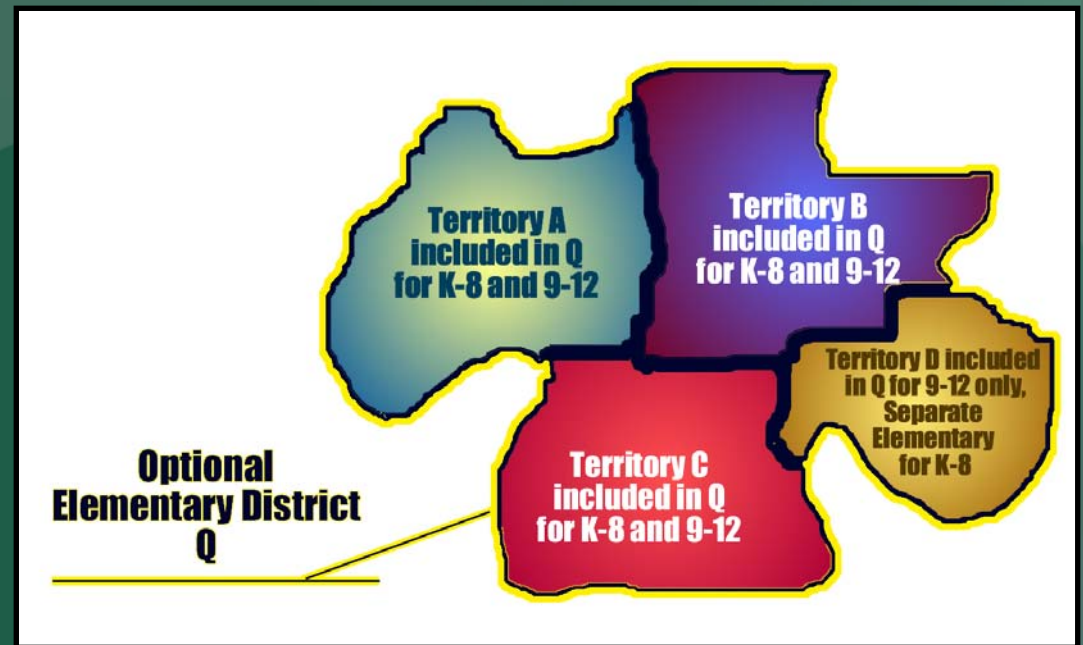 Territory A
included in Q
for K-8 and 9-12
Territory B
included in Q
for K-8 and 9-12
Territory D included
in Q for 9-12 only,
Separate
Elementary
for K-8
Territory C
included in Q
for K-8 and 9-12
Optional
Elementary District
Q